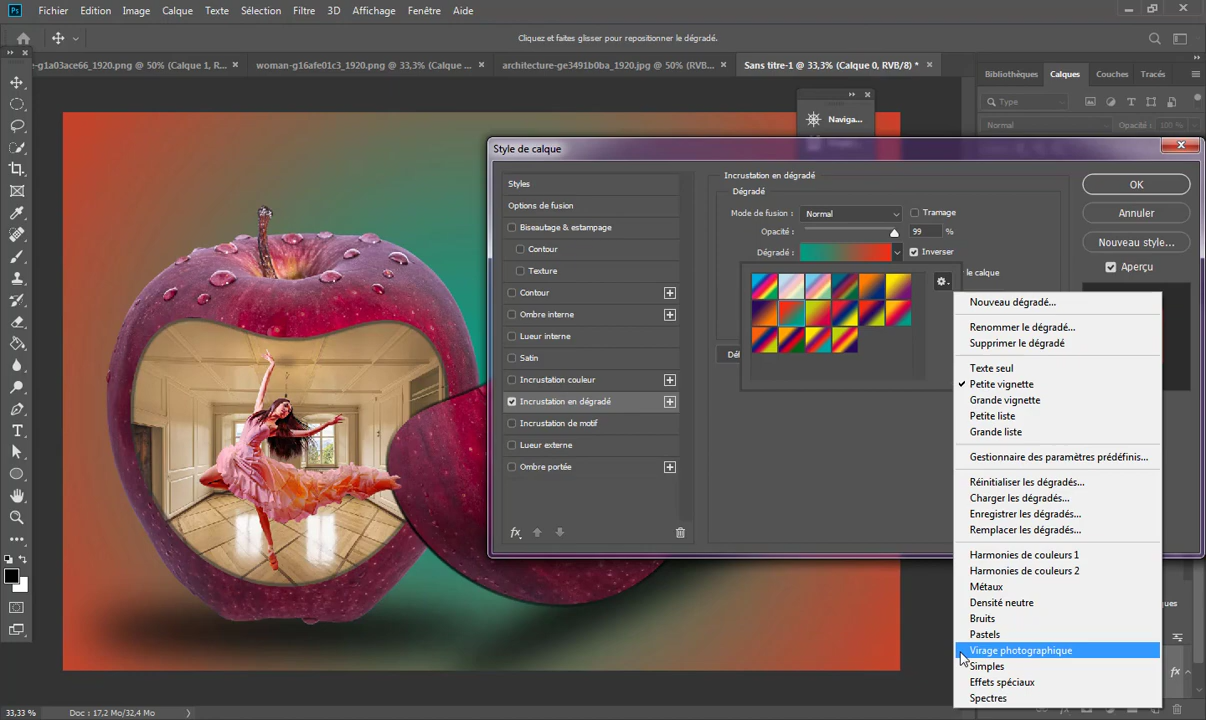 Ps Fichier Edition Image Calque Texte Sélection Filtre 3D Affichage Fenêtre Aide
Cliquez et faites glisser pour repositionner le dégradé.
-g1a03ace66_1920.png @ 50% (Calque 1, R... woman-g16afe01c3_1920.png @ 33,3% (Calque ... architecture-ge3491b0ba_1920.jpg @ 50% (RVB... Sans titre-1 @ 33,3% (Calque 0, RVB/8) *
Bibliothèques Calques Couches Tracés
Type
Naviga...
Normal Opacité : 100 %
Style de calque
Styles
Options de fusion
Biseautage & estampage
Contour
Texture
Contour
Ombre interne
Lueur interne
Satin
Incrustation couleur
Incrustation en dégradé
Incrustation de motif
Lueur externe
Ombre portée
fx
Incrustation en dégradé
Dégradé
Mode de fusion : Normal Tramage
Opacité : 99 %
Dégradé : Inverser
le calque
Dé
OK
Annuler
Nouveau style...
Aperçu
Nouveau dégradé...
Renommer le dégradé...
Supprimer le dégradé
Texte seul
Petite vignette
Grande vignette
Petite liste
Grande liste
Gestionnaire des paramètres prédéfinis...
Réinitialiser les dégradés...
Charger les dégradés...
Enregistrer les dégradés...
Remplacer les dégradés...
Harmonies de couleurs 1
Harmonies de couleurs 2
Métaux
Densité neutre
Bruits
Pastels
Virage photographique
Simples
Effets spéciaux
Spectres
ques
fx
33,33 % Doc : 17,2 Mo/32,4 Mo